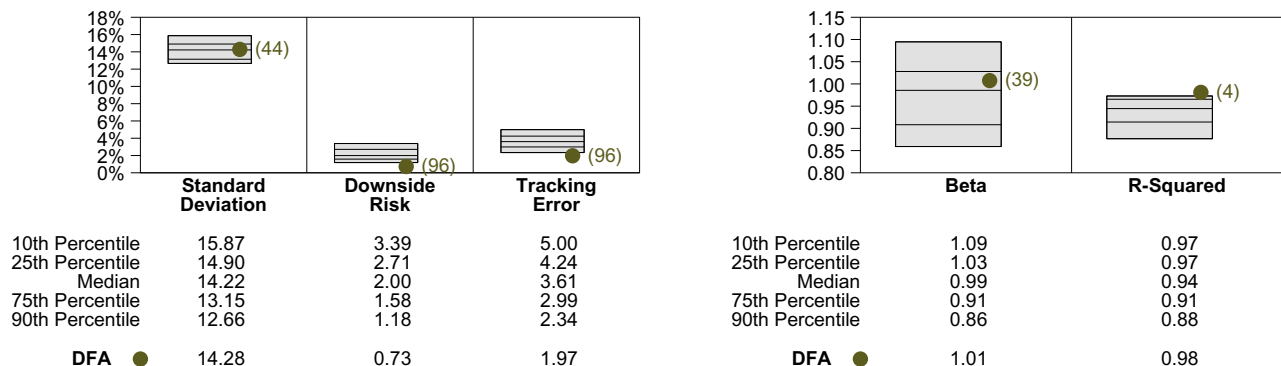 18%
16%
14%
12%
10%
8%
6%
4%
2%
0%
(44)
(96)
(96)
Standard
Deviation
Downside
Risk
Tracking
Error
10th Percentile 15.87 3.39 5.00
25th Percentile 14.90 2.71 4.24
Median 14.22 2.00 3.61
75th Percentile 13.15 1.58 2.99
90th Percentile 12.66 1.18 2.34
DFA 14.28 0.73 1.97
1.15
1.10
1.05
1.00
0.95
0.90
0.85
0.80
(39)
(4)
Beta R-Squared
10th Percentile 1.09 0.97
25th Percentile 1.03 0.97
Median 0.99 0.94
75th Percentile 0.91 0.91
90th Percentile 0.86 0.88
DFA 1.01 0.98